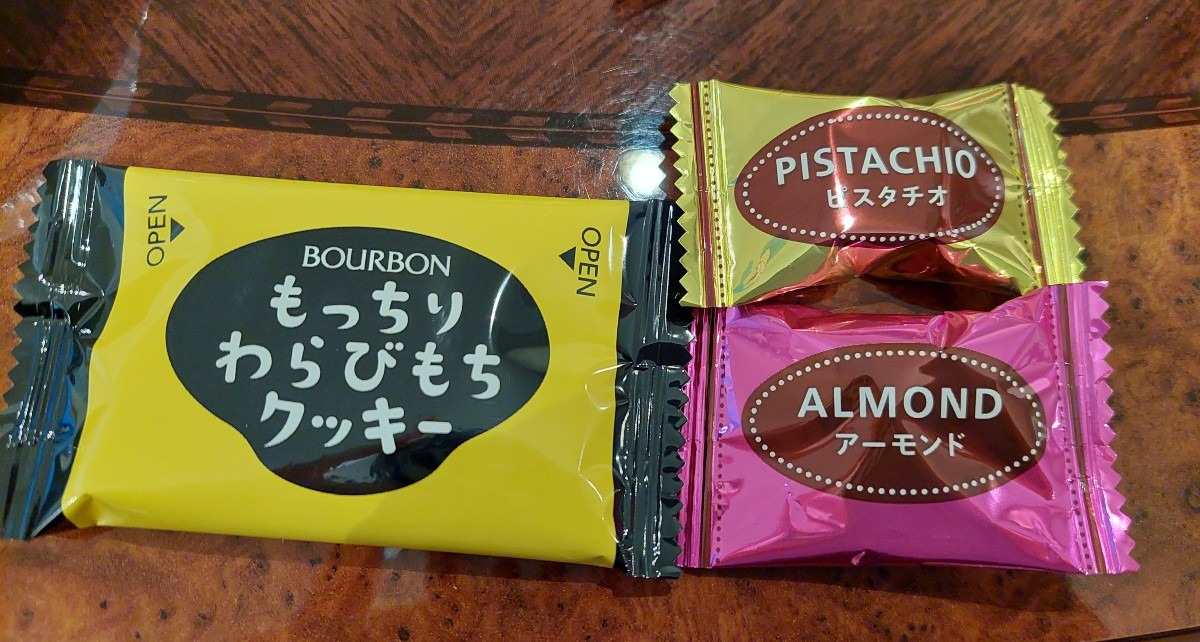 OPEN
BOURBON
もっちり
わらびもち
クッキー
OPEN
PISTACHIO
ピスタチオ
ALMOND
アーモンド